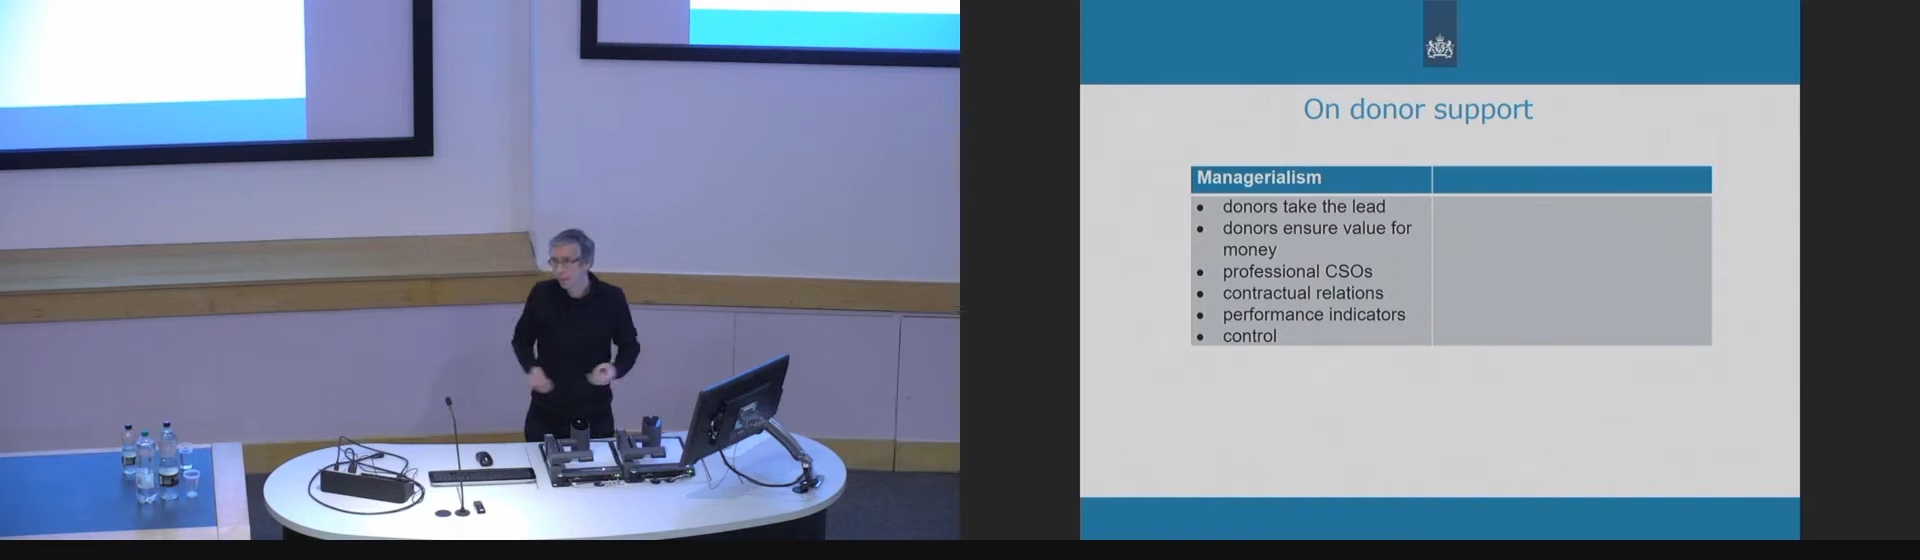 On donor support
Managerialism
• donors take the lead
• donors ensure value for
money
• professional CSOs
• contractual relations
• performance indicators
• control